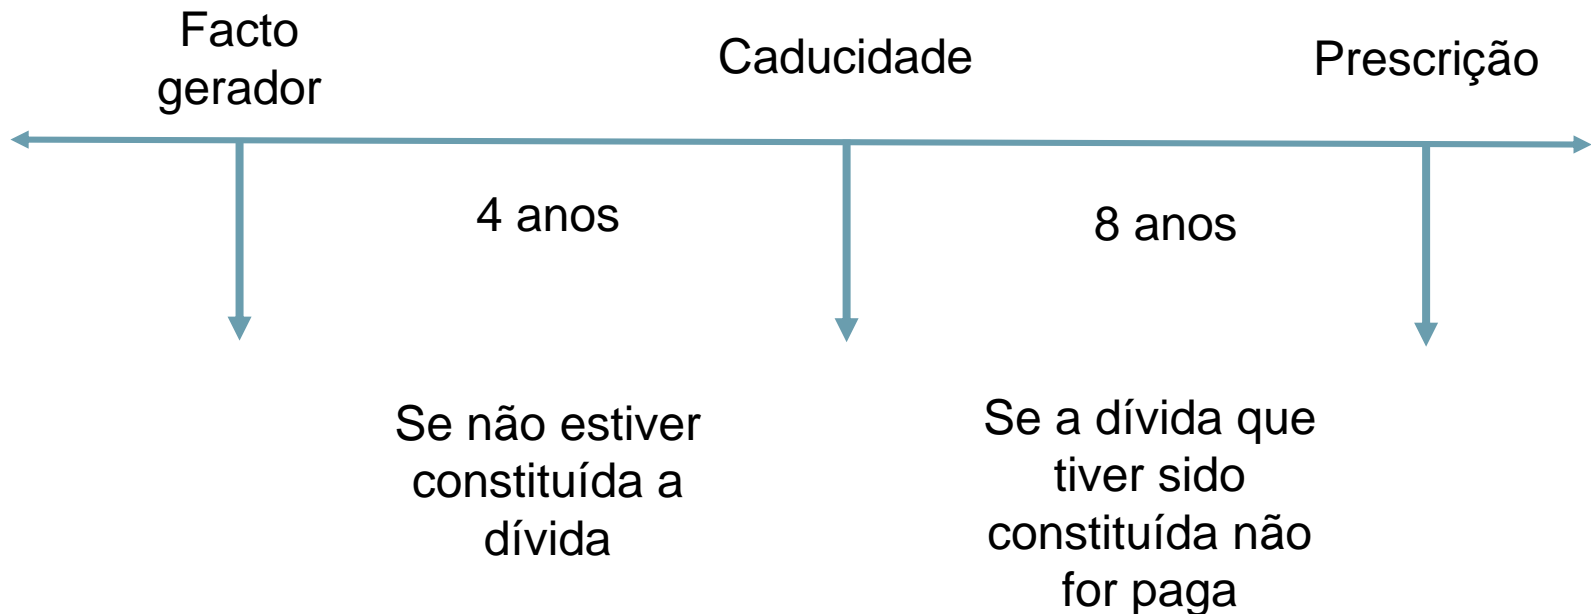 Facto
gerador
Caducidade
Prescrição
4 anos
8 anos
Se não estiver
constituída a
dívida
Se a dívida que
tiver sido
constituída não
for paga